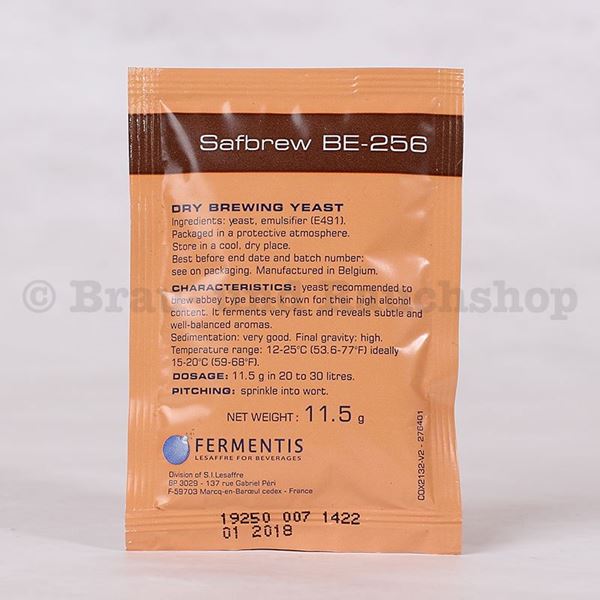 Safbrew BE-256
DRY BREWING YEAST
Ingredients: yeast, emulsifier (E491).
Packaged in a protective atmosphere.
Store in a cool, dry place.
Best before end date and batch number:
see on packaging. Manufactured in Belgium.
CHARACTERISTICS: yeast recommended to
brew abbey type beers known for their high alcohol
content. It ferments very fast and reveals subtle and
well-balanced aromas.
Sedimentation: very good. Final gravity: high.
Temperature range: 12-25°C (53.6-77°F) ideally
15-20°C (59-68°F).
DOSAGE: 11.5 g in 20 to 30 litres.
PITCHING: sprinkle into wort.
NET WEIGHT: 11.5 g
FERMENTIS
LESAFFRE FOR BEVERAGES
Division of S.I.Lesaffre
BP 3029 - 137 rue Gabriel Péri
F-59703 Marcq-en-Barœul cedex - France
COX2132-V2 - 276401
19250 007 1422
01 2018
© Brau chshop